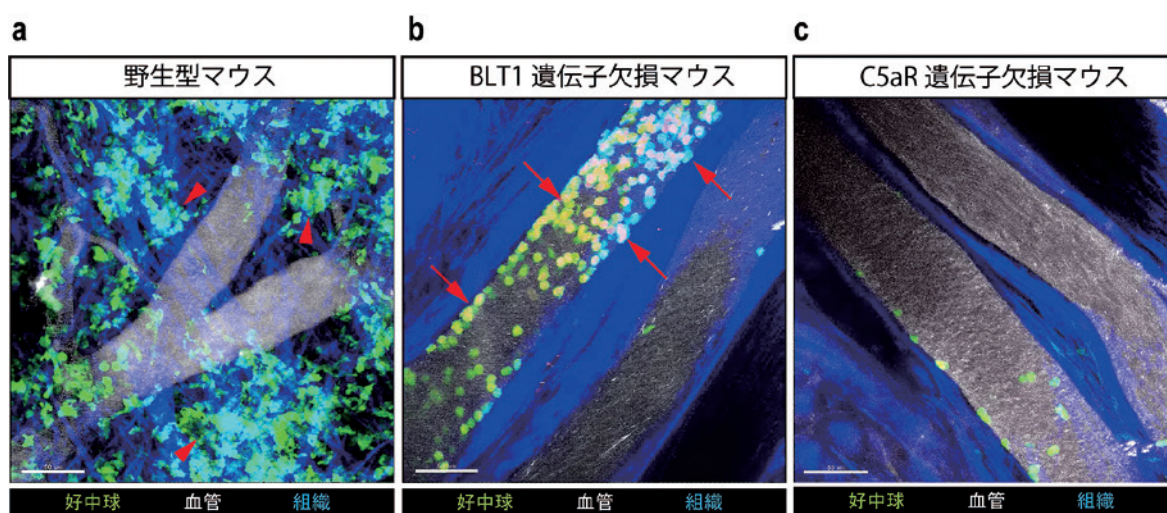 a
野生型マウス
好中球 血管 組織
b
BLT1 遺伝子欠損マウス
好中球 血管 組織
c
C5aR 遺伝子欠損マウス
好中球 血管 組織